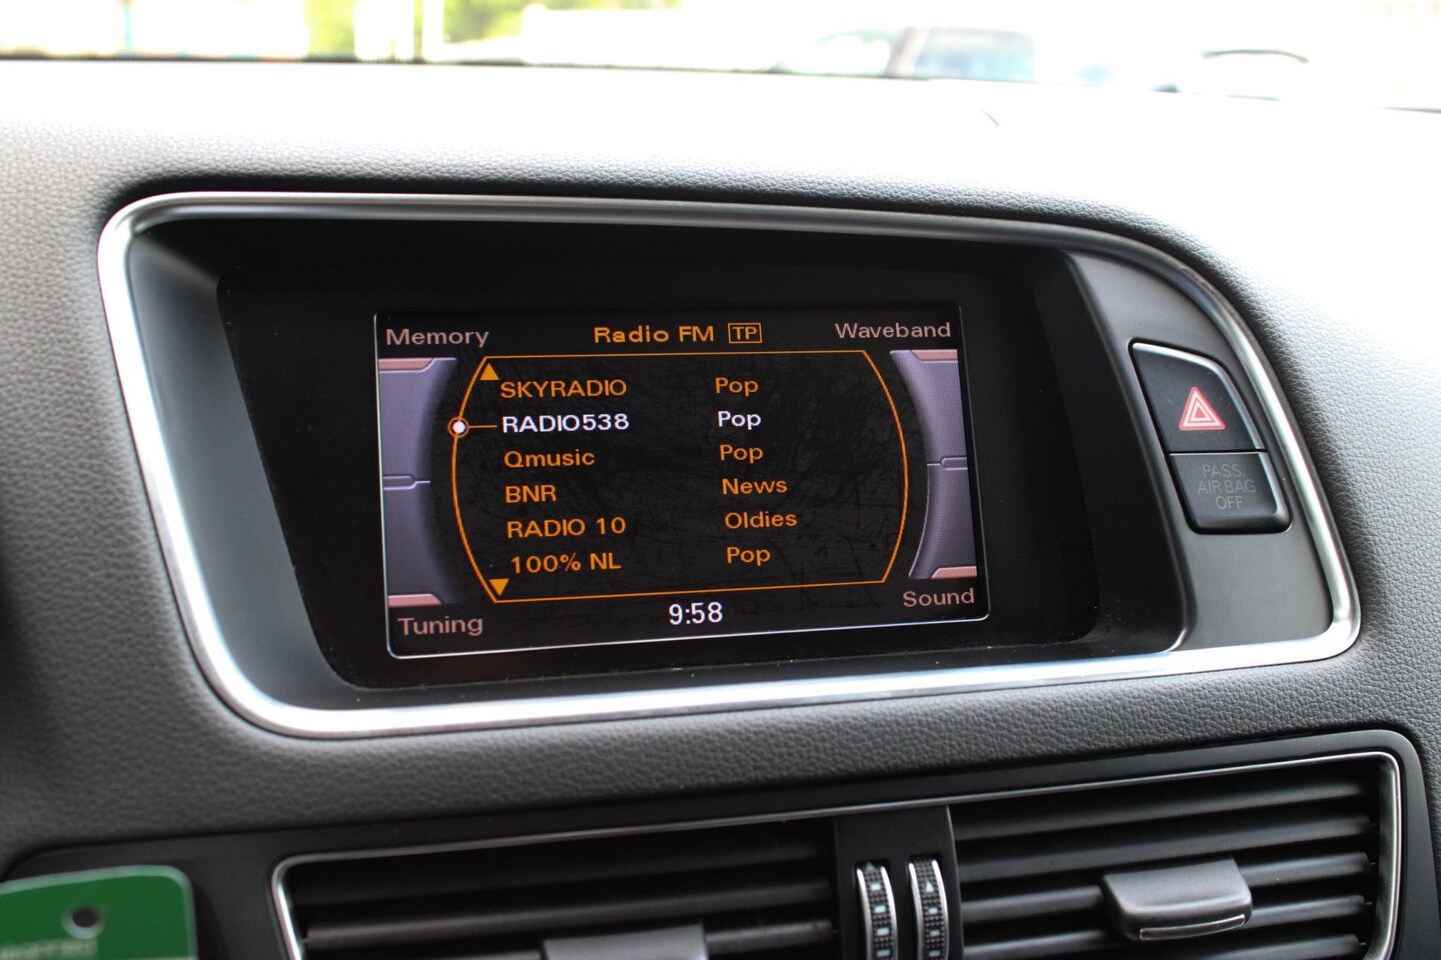 Memory Radio FM TP Waveband
SKYRADIO Pop
RADIO538 Pop
Qmusic Pop
BNR News
RADIO 10 Oldies
100% NL Pop
Tuning 9:58 Sound
PASS.
AIR BAG
OFF